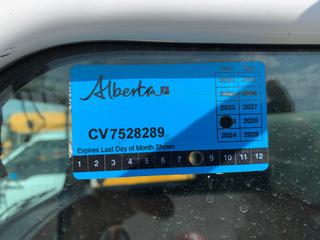 Alberta
CV7528289
2022 2027
2028
2024 2029
Expires Last Day of Month Shown
1 2 3 4 5 6 7 9 10 11 12